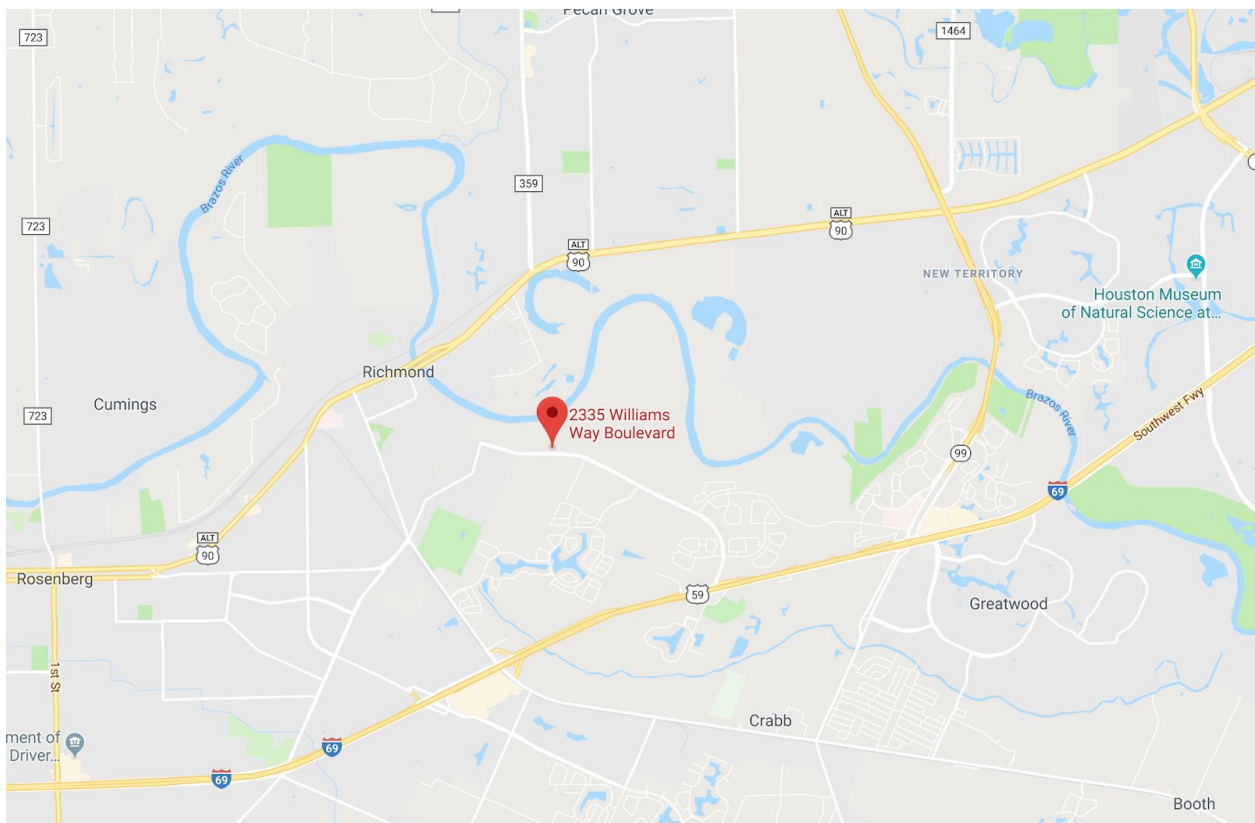 Pecan Grove
723
1464
Brazos River
359
723
ALT
90
ALT
90
NEW TERRITORY
Houston Museum
of Natural Science at...
Richmond
Cumings
723
2335 Williams
Way Boulevard
Brazos River
Southwest Fwy
99
69
ALT
90
Rosenberg
59
Greatwood
1st St
Crabb
ment of
Driver...
69
69
Booth